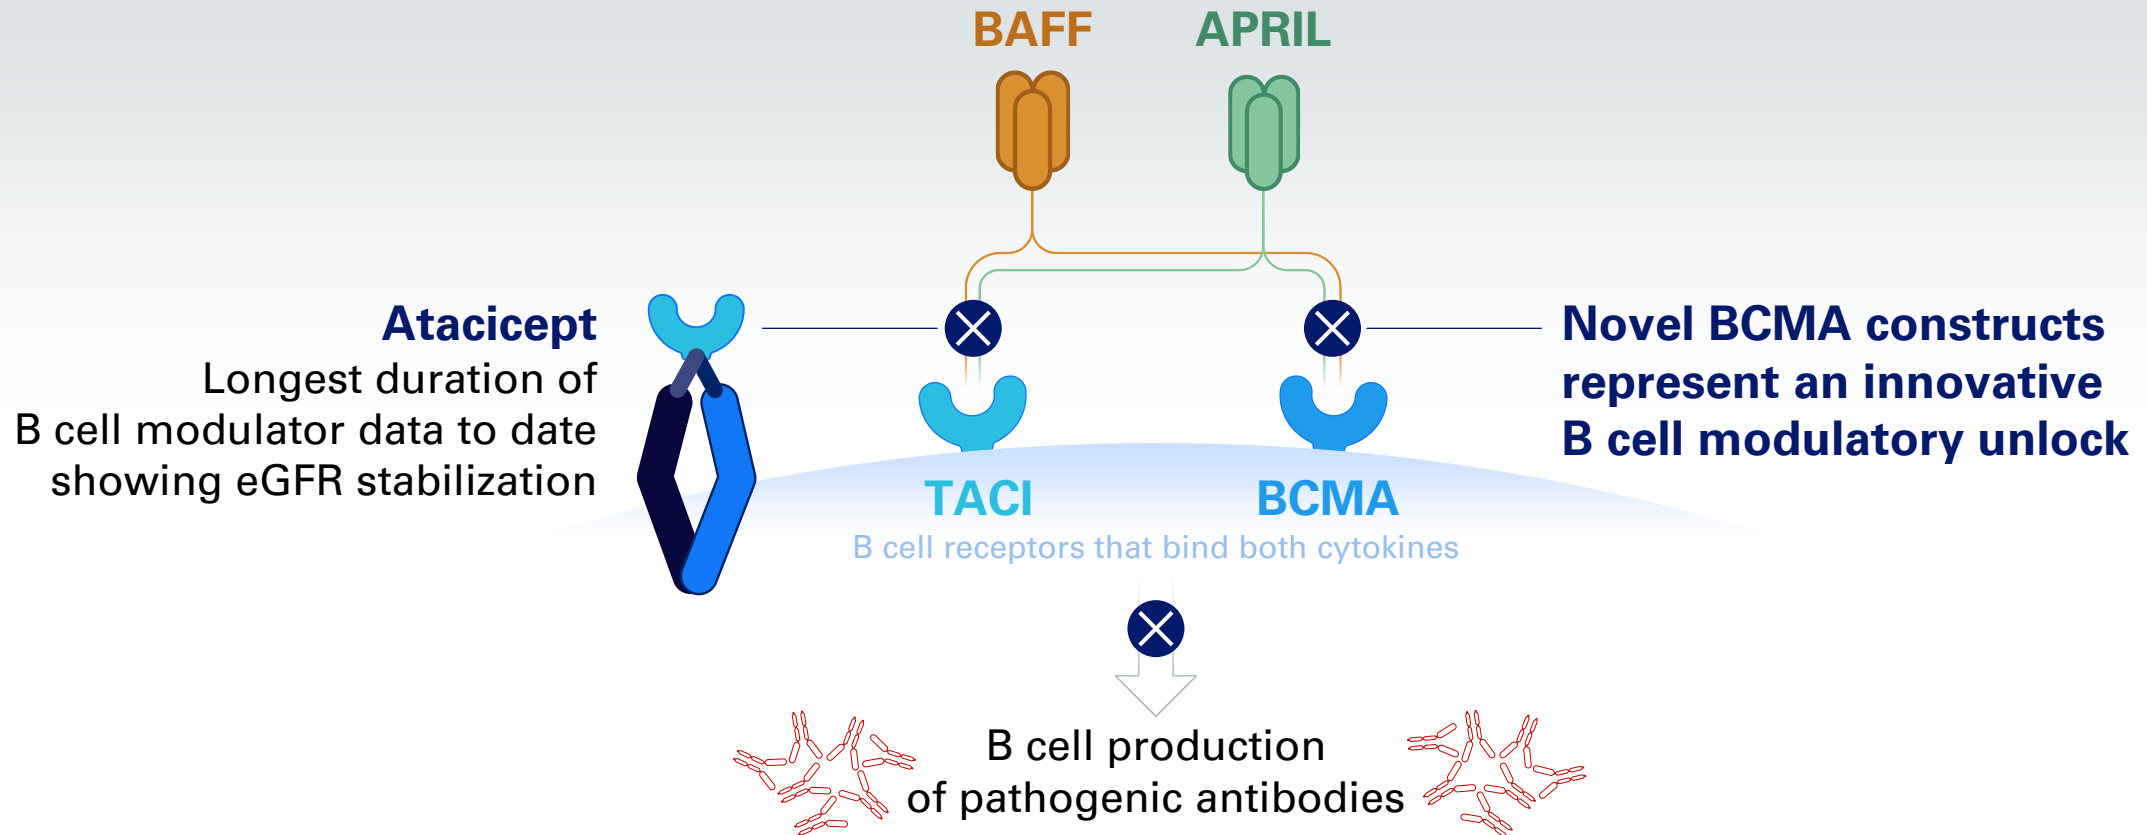 BAFF
APRIL
Atacicept
Longest duration of
B cell modulator data to date
showing eGFR stabilization
Novel BCMA constructs
represent an innovative
B cell modulatory unlock
TACI
BCMA
B cell receptors that bind both cytokines
B cell production
of pathogenic antibodies